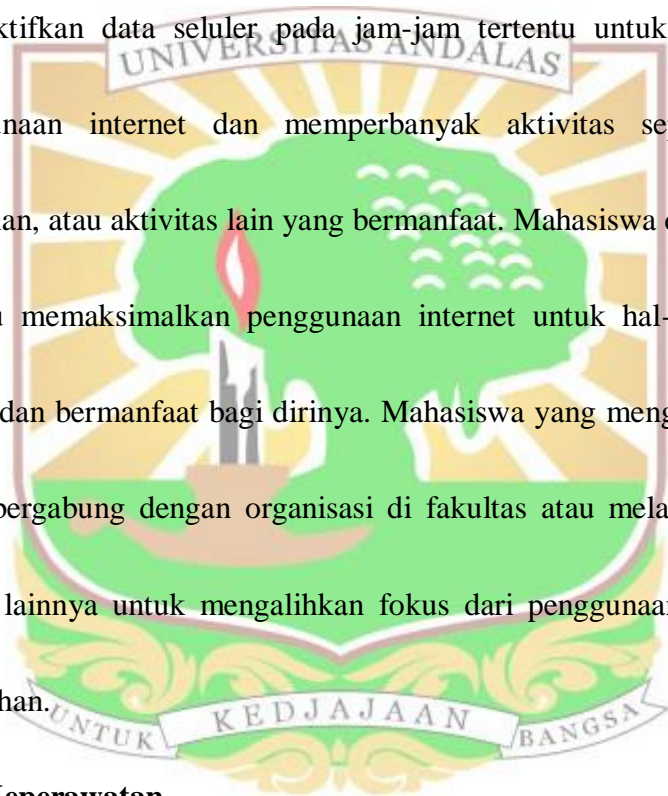 ktifkan data seluler pada jam-jam tertentu untuk
UNIVERSITAS ANDALAS
unaan internet dan memperbanyak aktivitas se
an, atau aktivitas lain yang bermanfaat. Mahasiswa
u memaksimalkan penggunaan internet untuk hal-
dan bermanfaat bagi dirinya. Mahasiswa yang meng
bergabung dengan organisasi di fakultas atau mela
lainnya untuk mengalihkan fokus dari penggunaan
han.
UNTUK KEDJAJAAN BANGSA
Keperawatan